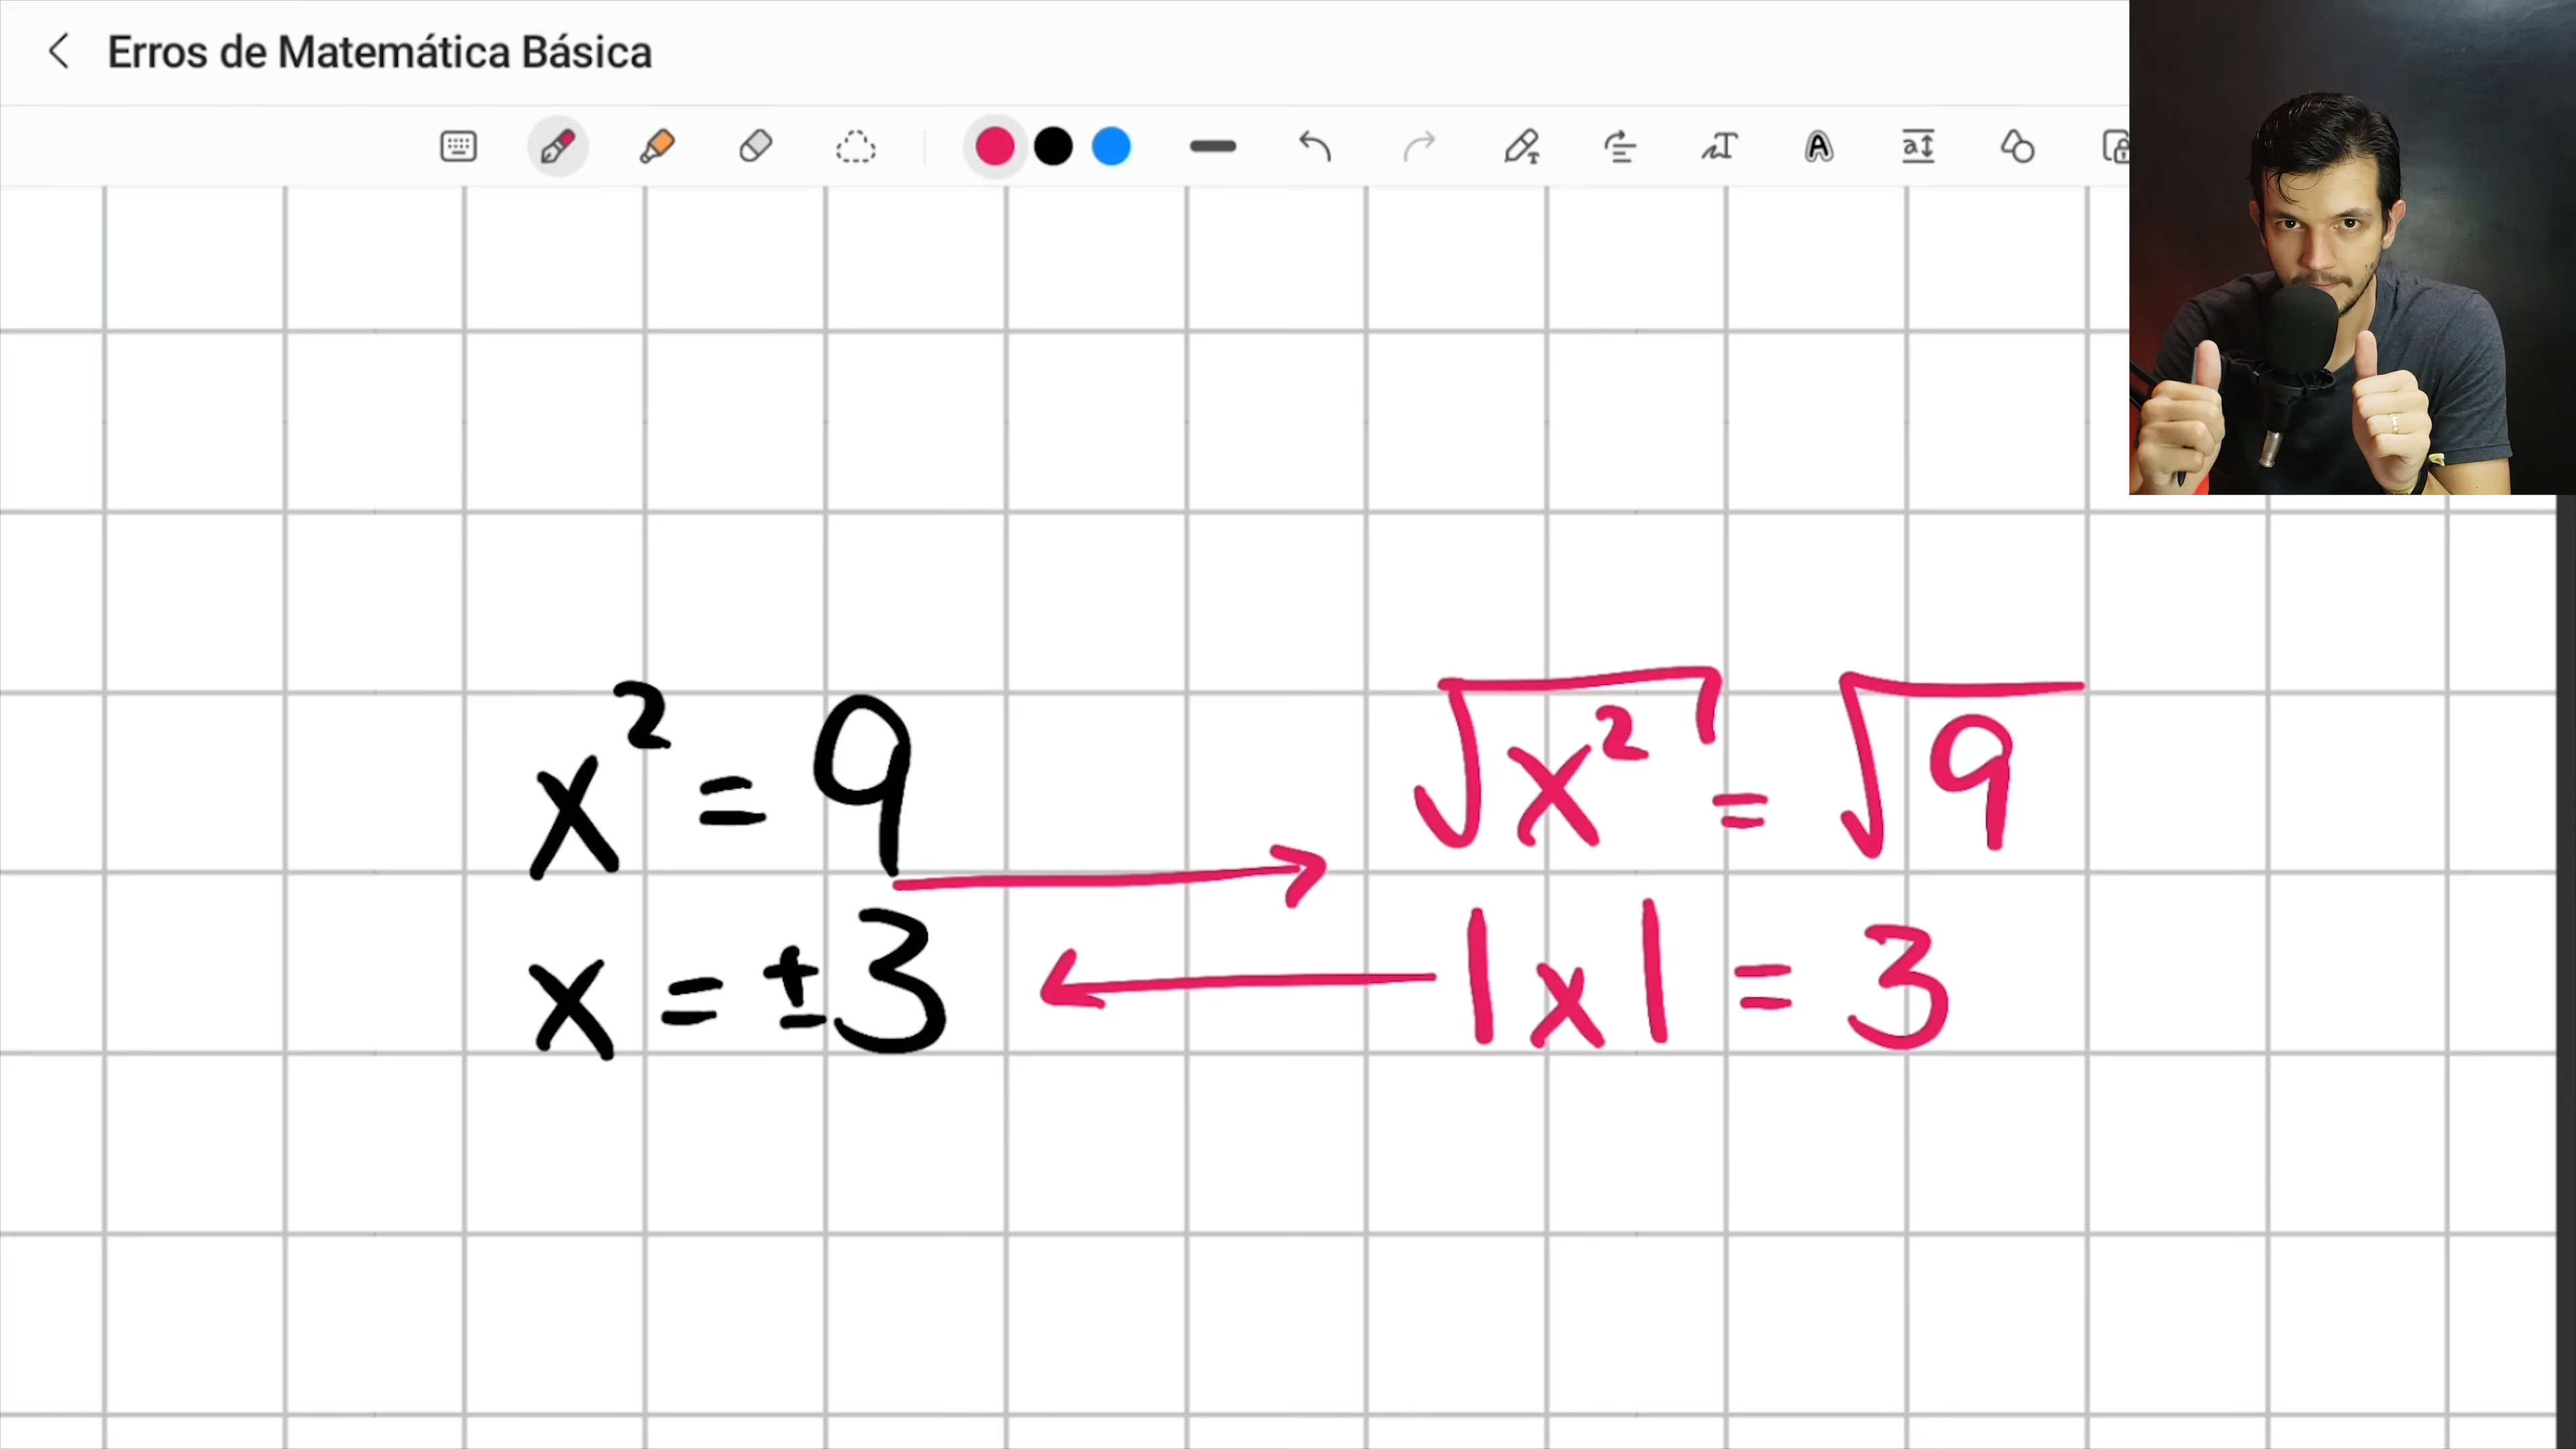 Erros de Matemática Básica
x² = 9
x = ±3
√x² = √9
|x| = 3